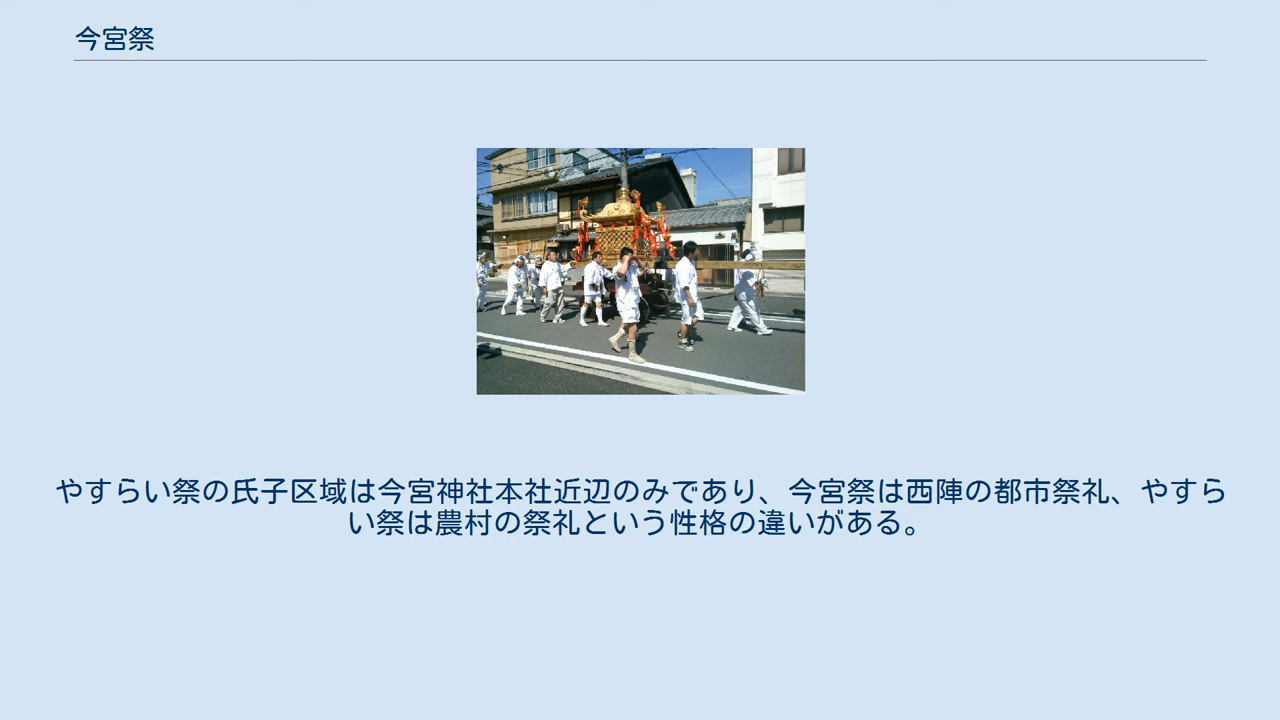 今宮祭
やすらい祭の氏子区域は今宮神社本社近辺のみであり、今宮祭は西陣の都市祭礼、やすら
い祭は農村の祭礼という性格の違いがある。